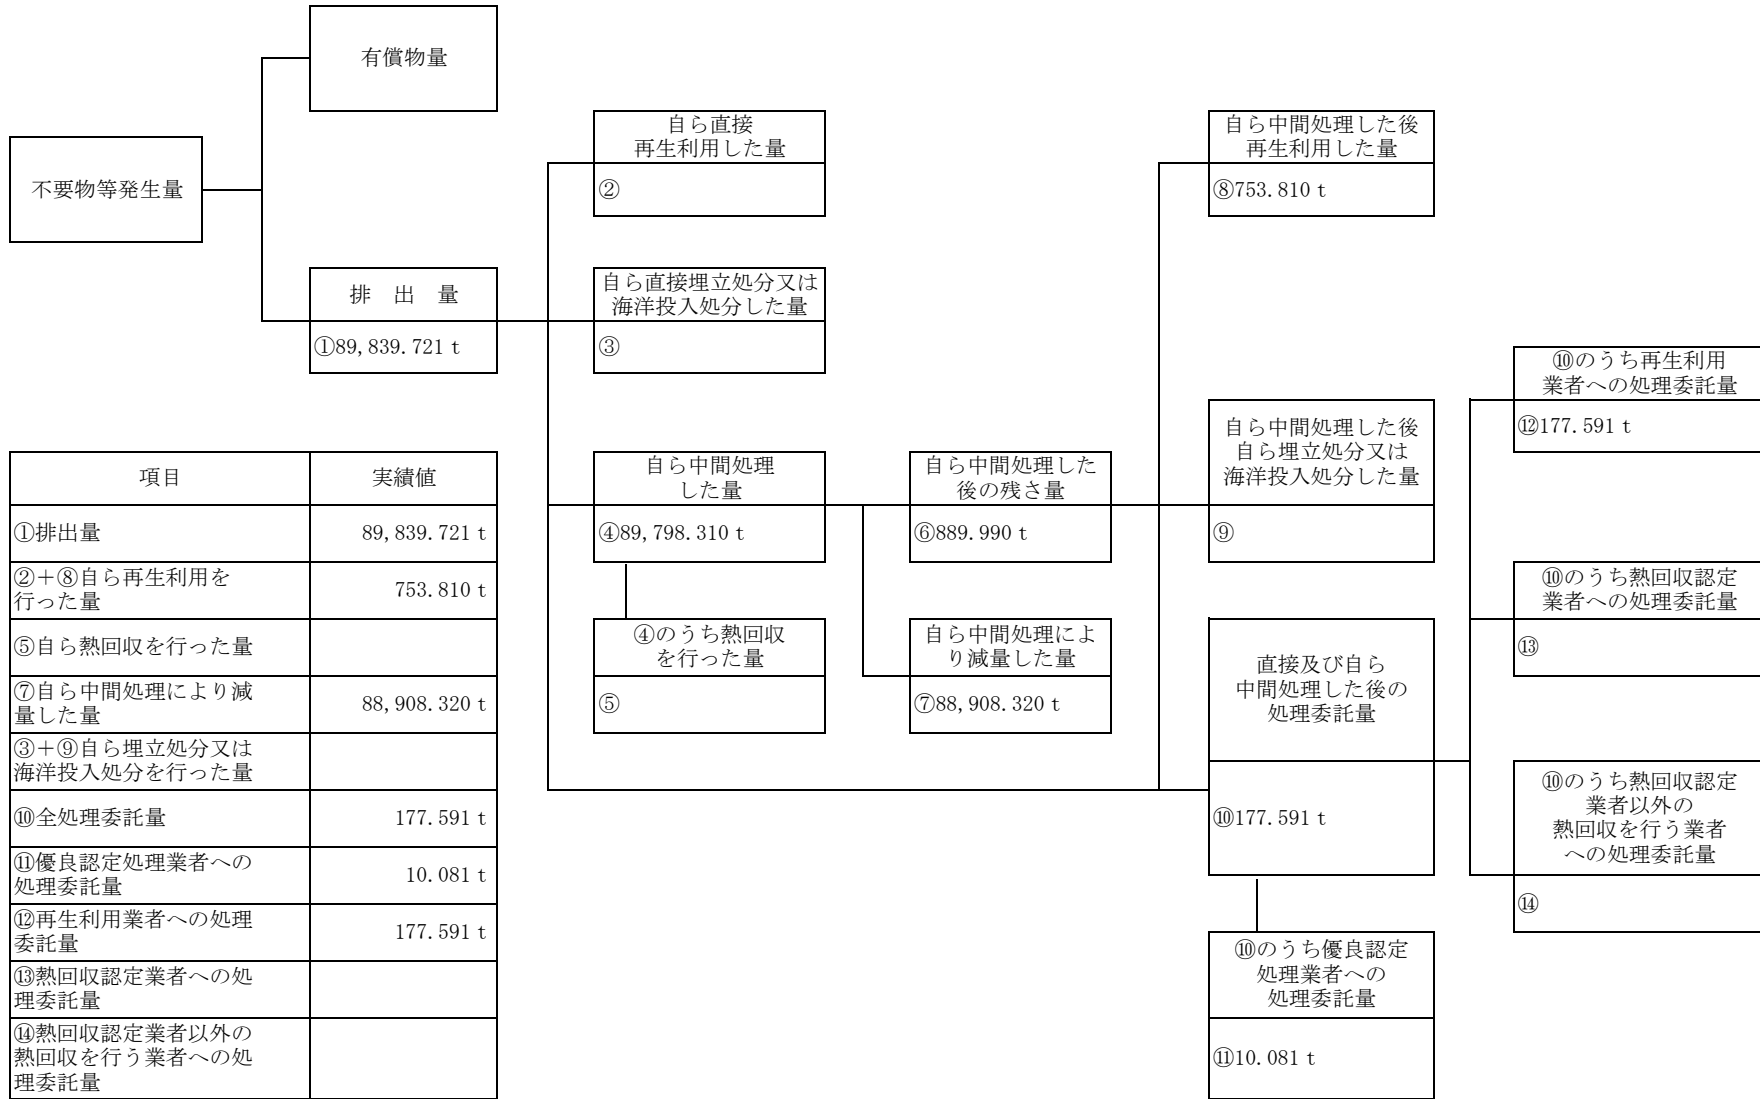 有償物量
不要物等発生量
排　出　量
①89,839.721 t
自ら直接
再生利用した量
②
自ら直接埋立処分又は
海洋投入処分した量
③
自ら中間処理
した量
④89,798.310 t
④のうち熱回収
を行った量
⑤
自ら中間処理した
後の残さ量
⑥889.990 t
自ら中間処理によ
り減量した量
⑦88,908.320 t
自ら中間処理した後
再生利用した量
⑧753.810 t
自ら中間処理した後
自ら埋立処分又は
海洋投入処分した量
⑨
直接及び自ら
中間処理した後の
処理委託量
⑩177.591 t
⑩のうち優良認定
処理業者への
処理委託量
⑪10.081 t
⑩のうち再生利用
業者への処理委託量
⑫177.591 t
⑩のうち熱回収認定
業者への処理委託量
⑬
⑩のうち熱回収認定
業者以外の
熱回収を行う業者
への処理委託量
⑭
項目 実績値
①排出量 89,839.721 t
②＋⑧自ら再生利用を
行った量 753.810 t
⑤自ら熱回収を行った量
⑦自ら中間処理により減
量した量 88,908.320 t
③＋⑨自ら埋立処分又は
海洋投入処分を行った量
⑩全処理委託量 177.591 t
⑪優良認定処理業者への
処理委託量 10.081 t
⑫再生利用業者への処理
委託量 177.591 t
⑬熱回収認定業者への処
理委託量
⑭熱回収認定業者以外の
熱回収を行う業者への処
理委託量